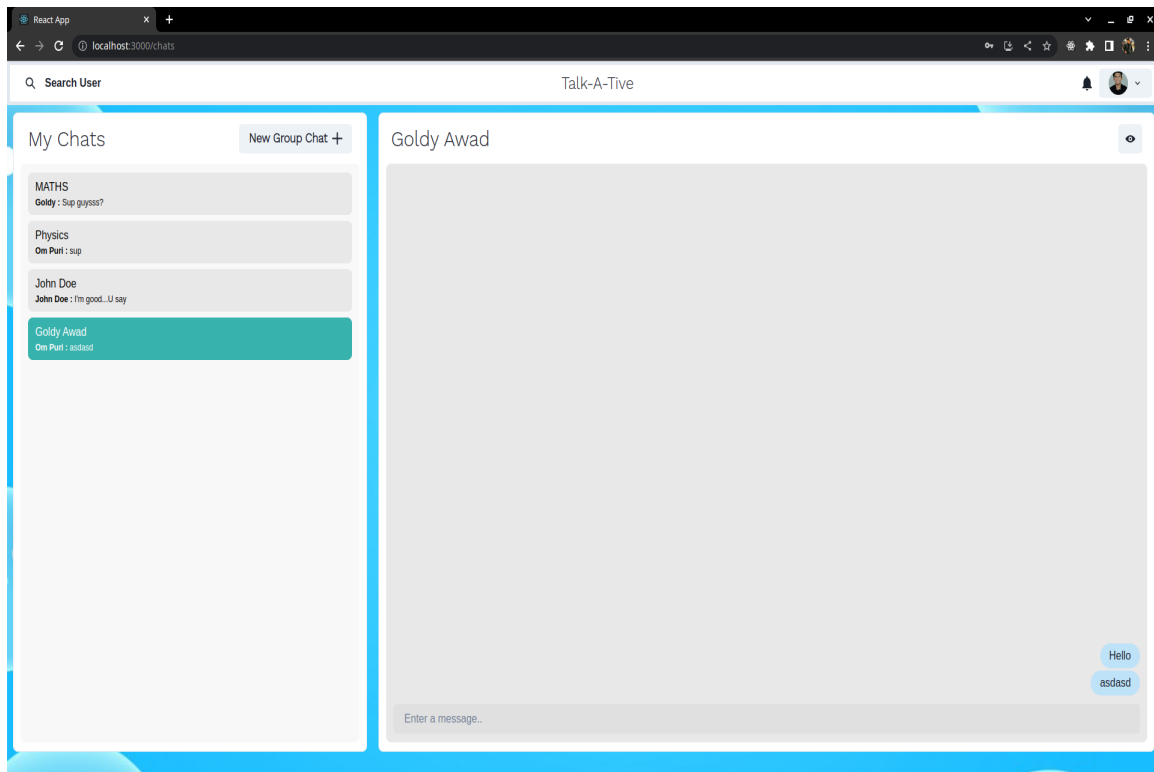 React App
localhost:3000/chats
Search User
Talk-A-Tive
My Chats
New Group Chat +
MATHS
Goldy : Sup guysss?
Physics
Om Puri : sup
John Doe
John Doe : I'm good...U say
Goldy Awad
Om Puri : asdasd
Goldy Awad
Hello
asdasd
Enter a message..